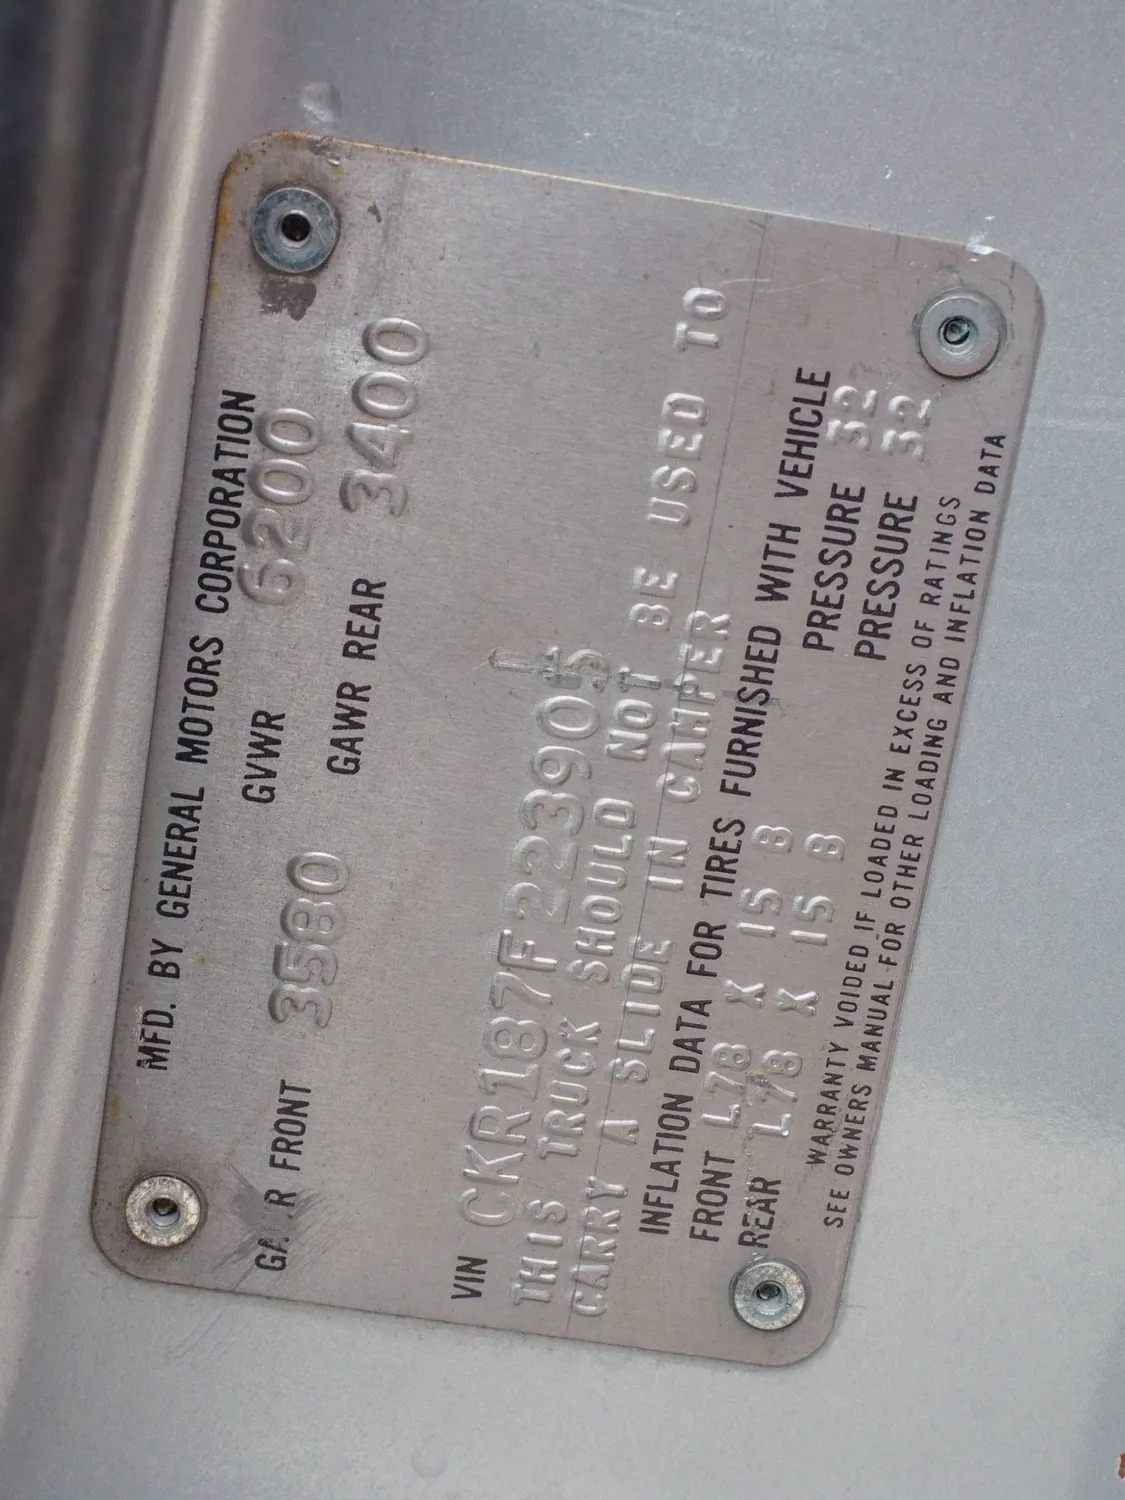 MFD. BY GENERAL MOTORS CORPORATION
GVWR 6200
GAWR FRONT 3580 GAWR REAR 3400
VIN CKR187F223905
THIS TRUCK SHOULD NOT BE USED TO
CARRY A SLIDE IN CAMPER
INFLATION DATA FOR TIRES FURNISHED WITH VEHICLE
FRONT L78 X 15 B PRESSURE 32
REAR L78 X 15 B PRESSURE 32
WARRANTY VOIDED IF LOADED IN EXCESS OF RATINGS
SEE OWNERS MANUAL FOR OTHER LOADING AND INFLATION DATA